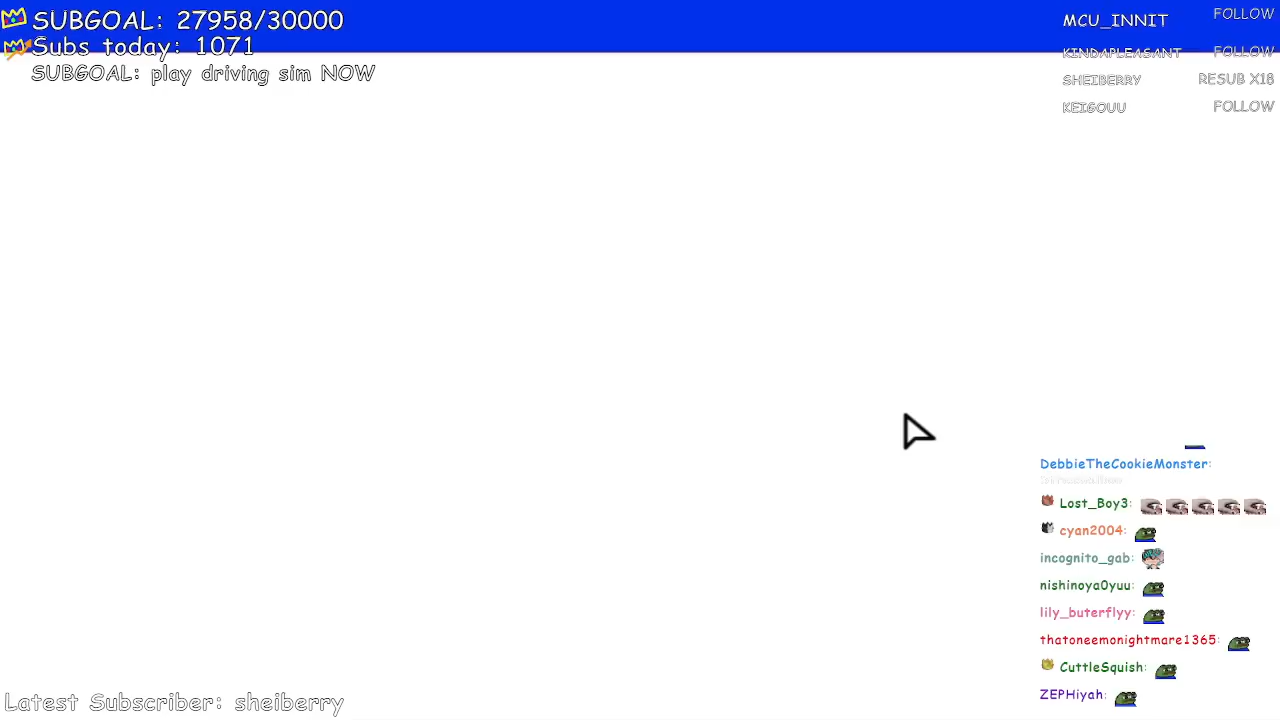 SUBGOAL: 27958/30000
Subs today: 1071
SUBGOAL: play driving sim NOW
MCU_INNIT FOLLOW
KINDAPLEASANT FOLLOW
SHEIBERRY RESUB X18
KEIGOUU FOLLOW
DebbieTheCookieMonster:
Lost_Boy3:
cyan2004:
incognito_gab:
nishinoya0yuu:
lily_buterflyy:
thatoneemonightmare1365:
CuttleSquish:
ZEPHiyah:
Latest Subscriber: sheiberry